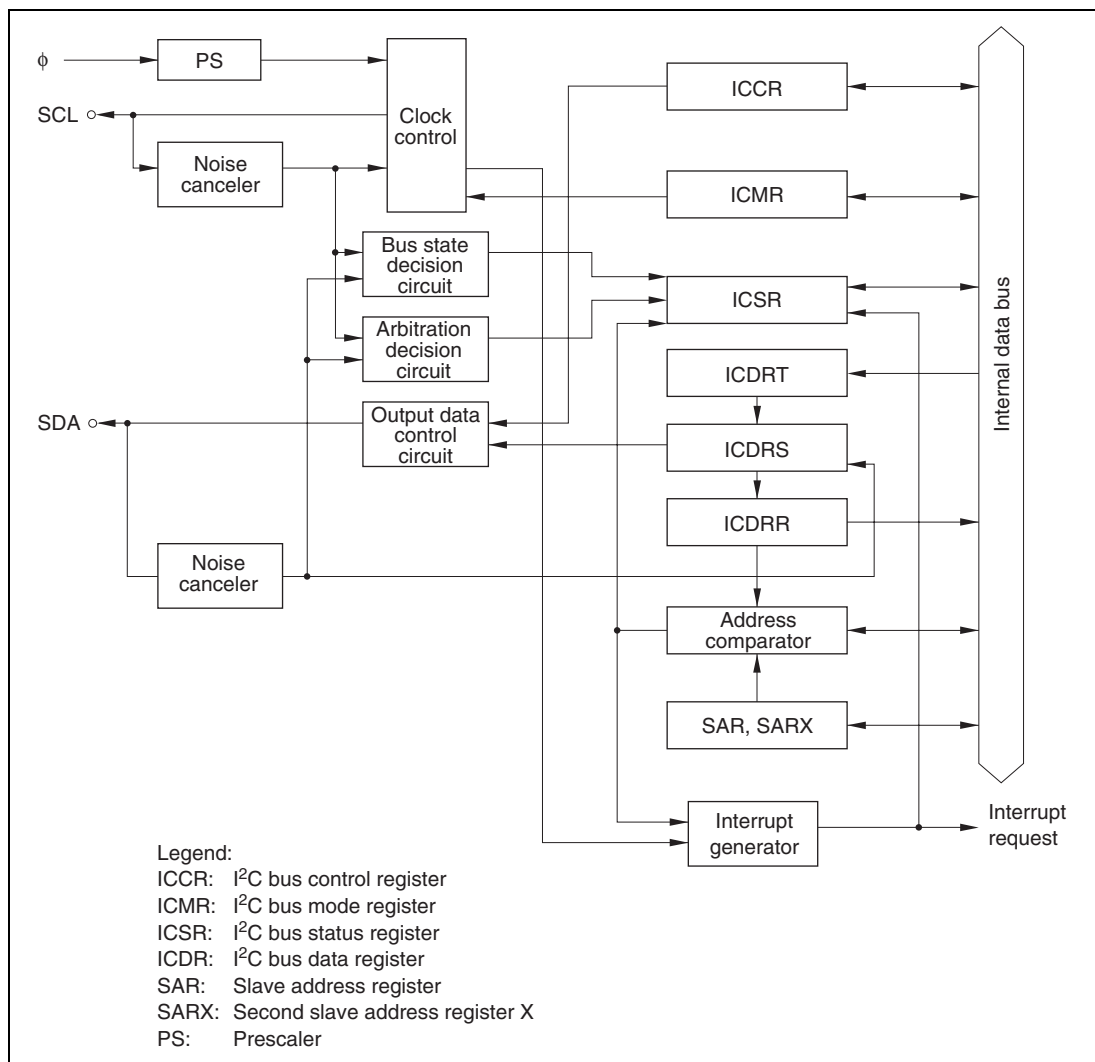 ϕ
PS
SCL
Clock
control
Noise
canceler
ICCR
ICMR
Bus state
decision
circuit
ICSR
Arbitration
decision
circuit
ICDRT
SDA
Output data
control
circuit
ICDRS
ICDRR
Noise
canceler
Address
comparator
SAR, SARX
Internal data bus
Interrupt
generator
Interrupt
request
Legend:
ICCR: I²C bus control register
ICMR: I²C bus mode register
ICSR: I²C bus status register
ICDR: I²C bus data register
SAR: Slave address register
SARX: Second slave address register X
PS: Prescaler